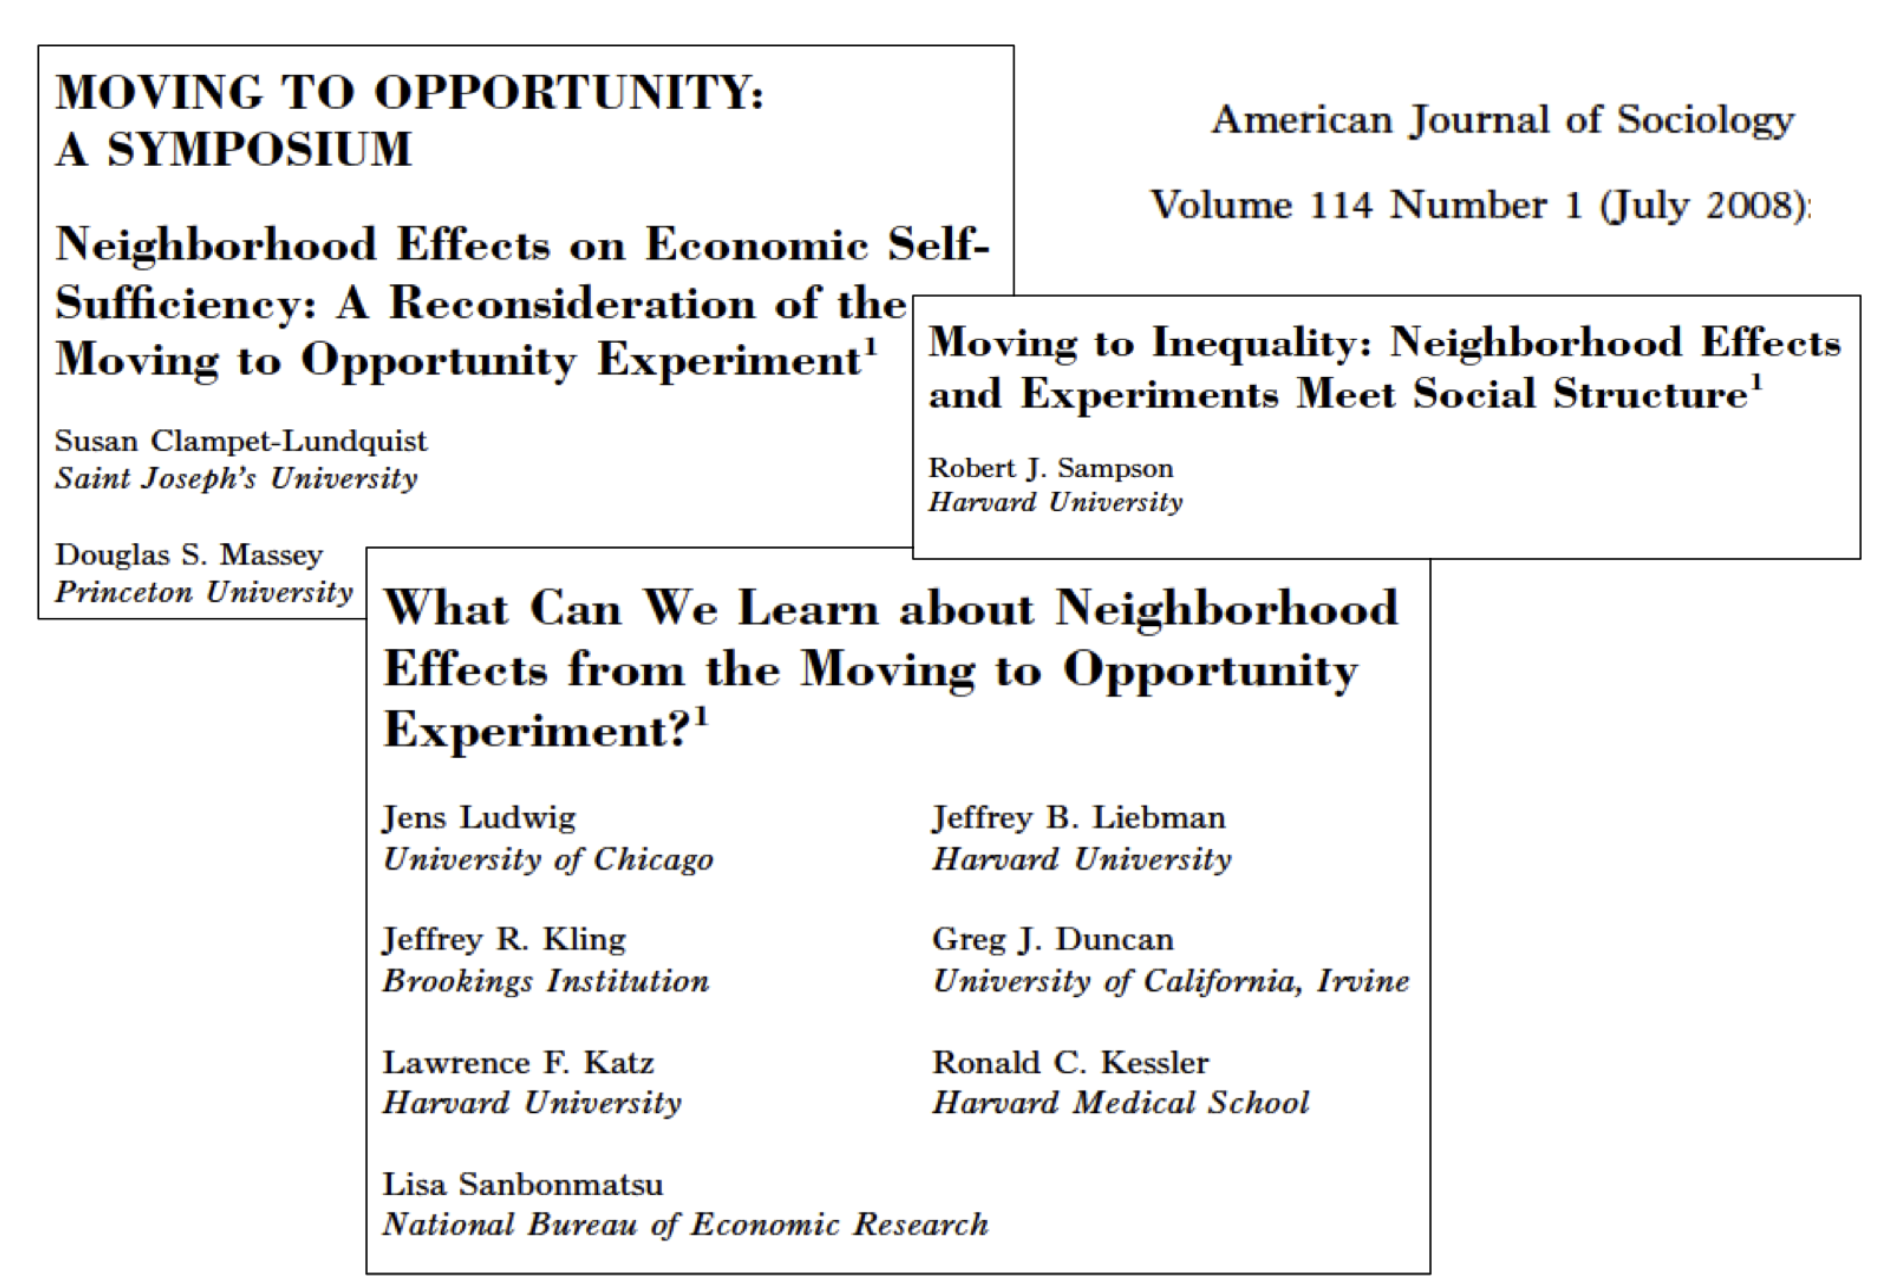 MOVING TO OPPORTUNITY:
A SYMPOSIUM
Neighborhood Effects on Economic Self-
Sufficiency: A Reconsideration of the
Moving to Opportunity Experiment¹
Susan Clampet-Lundquist
Saint Joseph's University
Douglas S. Massey
Princeton University
American Journal of Sociology
Volume 114 Number 1 (July 2008):
Moving to Inequality: Neighborhood Effects
and Experiments Meet Social Structure¹
Robert J. Sampson
Harvard University
What Can We Learn about Neighborhood
Effects from the Moving to Opportunity
Experiment?¹
Jens Ludwig
University of Chicago
Jeffrey B. Liebman
Harvard University
Jeffrey R. Kling
Brookings Institution
Greg J. Duncan
University of California, Irvine
Lawrence F. Katz
Harvard University
Ronald C. Kessler
Harvard Medical School
Lisa Sanbonmatsu
National Bureau of Economic Research